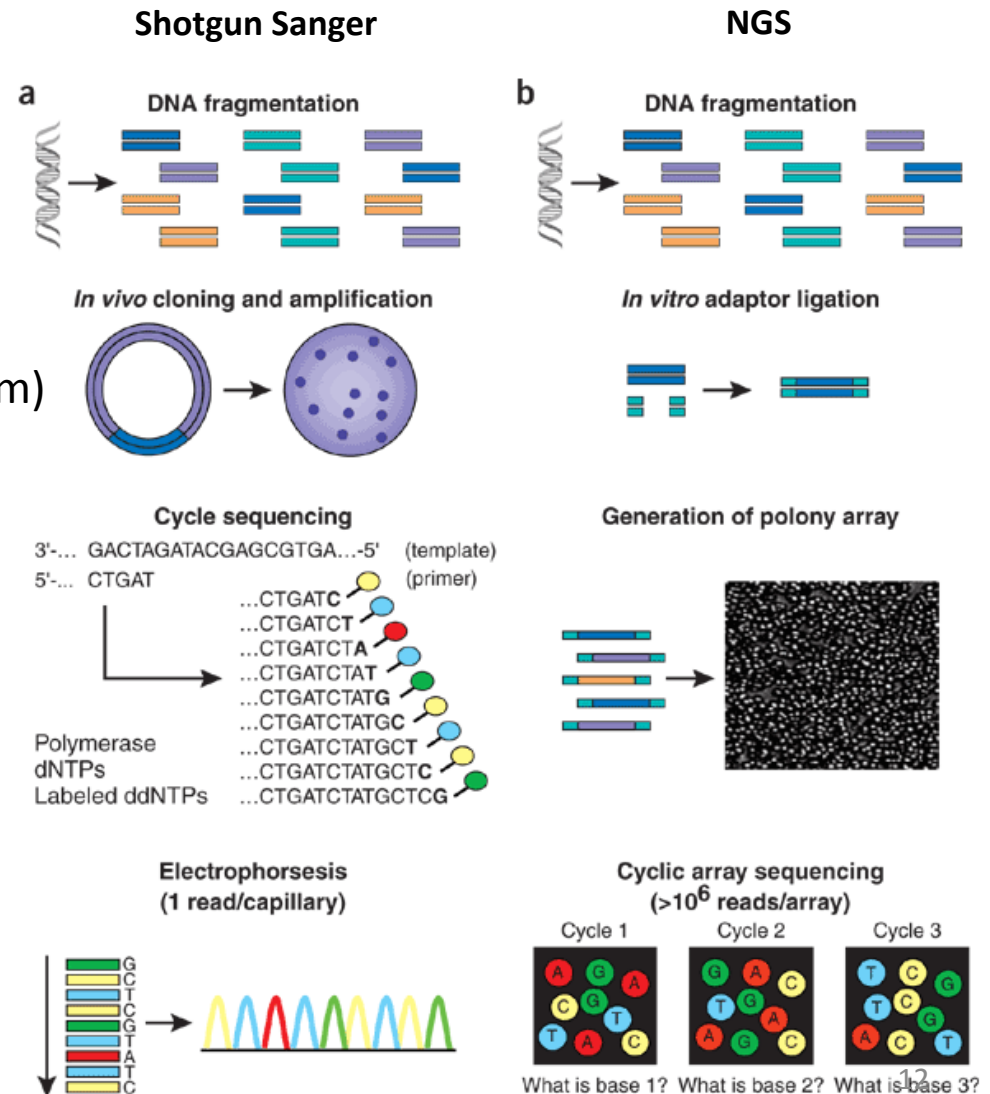 Shotgun Sanger
NGS
a
DNA fragmentation
b
DNA fragmentation
In vivo cloning and amplification
In vitro adaptor ligation
m)
Cycle sequencing
3'-... GACTAGATACGAGCGTGA...-5' (template)
5'-... CTGAT (primer)
...CTGATC
...CTGATCT
...CTGATCTA
...CTGATCTAT
...CTGATCTATG
...CTGATCTATGC
...CTGATCTATGCT
...CTGATCTATGCTC
...CTGATCTATGCTCG
Polymerase
dNTPs
Labeled ddNTPs
Generation of polony array
Electrophorsesis
(1 read/capillary)
G
C
T
C
G
T
A
T
C
Cyclic array sequencing
(>10⁶ reads/array)
Cycle 1
Cycle 2
Cycle 3
A G A
C G T
T A C
G A C
T G A
A G C
T C G
T C G
A C T
What is base 1?
What is base 2?
What is base 3?
12